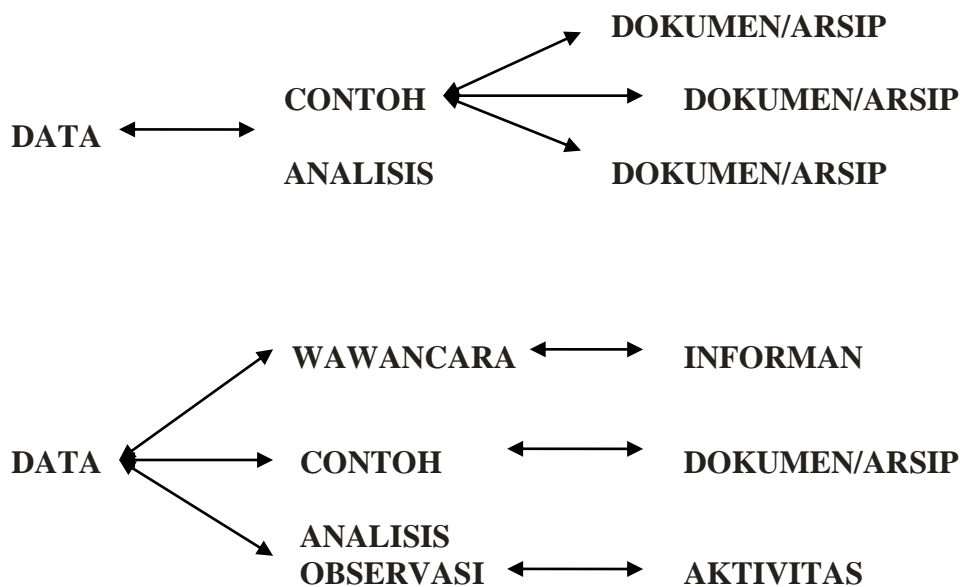 DOKUMEN/ARSIP
CONTOH DOKUMEN/ARSIP
DATA
ANALISIS DOKUMEN/ARSIP
WAWANCARA INFORMAN
DATA CONTOH DOKUMEN/ARSIP
ANALISIS
OBSERVASI AKTIVITAS